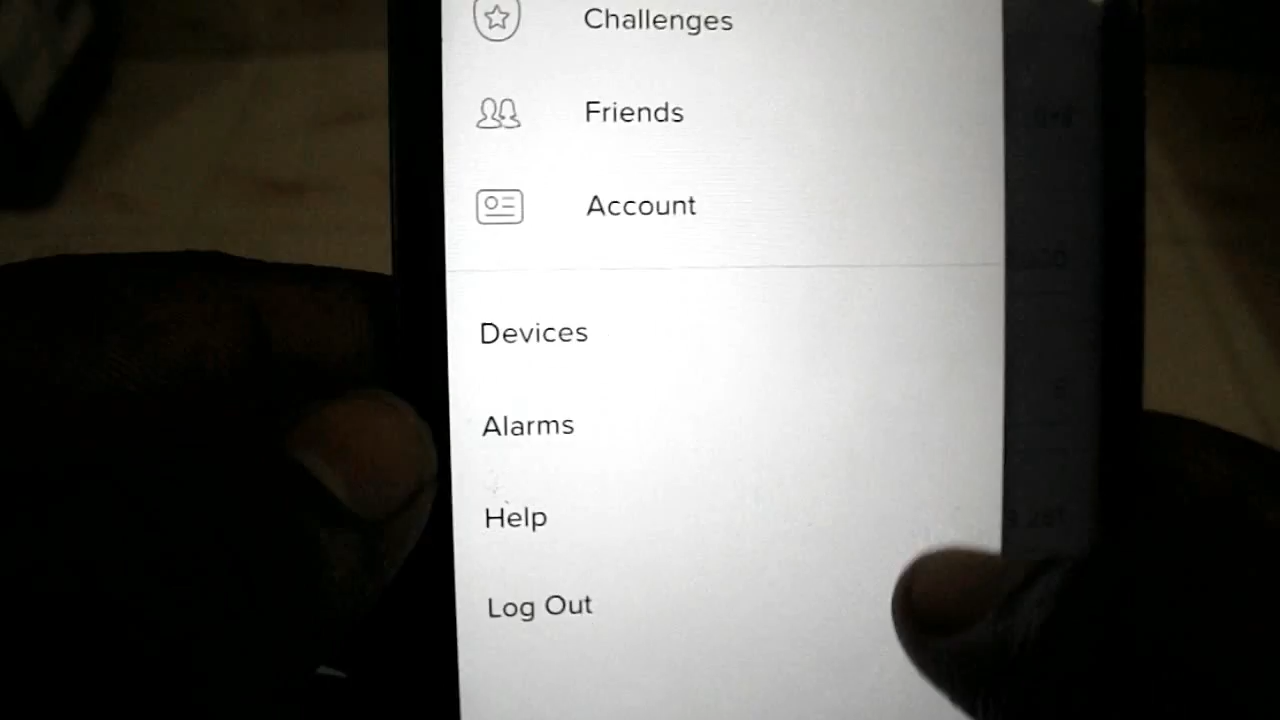 Challenges
Friends
Account
Devices
Alarms
Help
Log Out